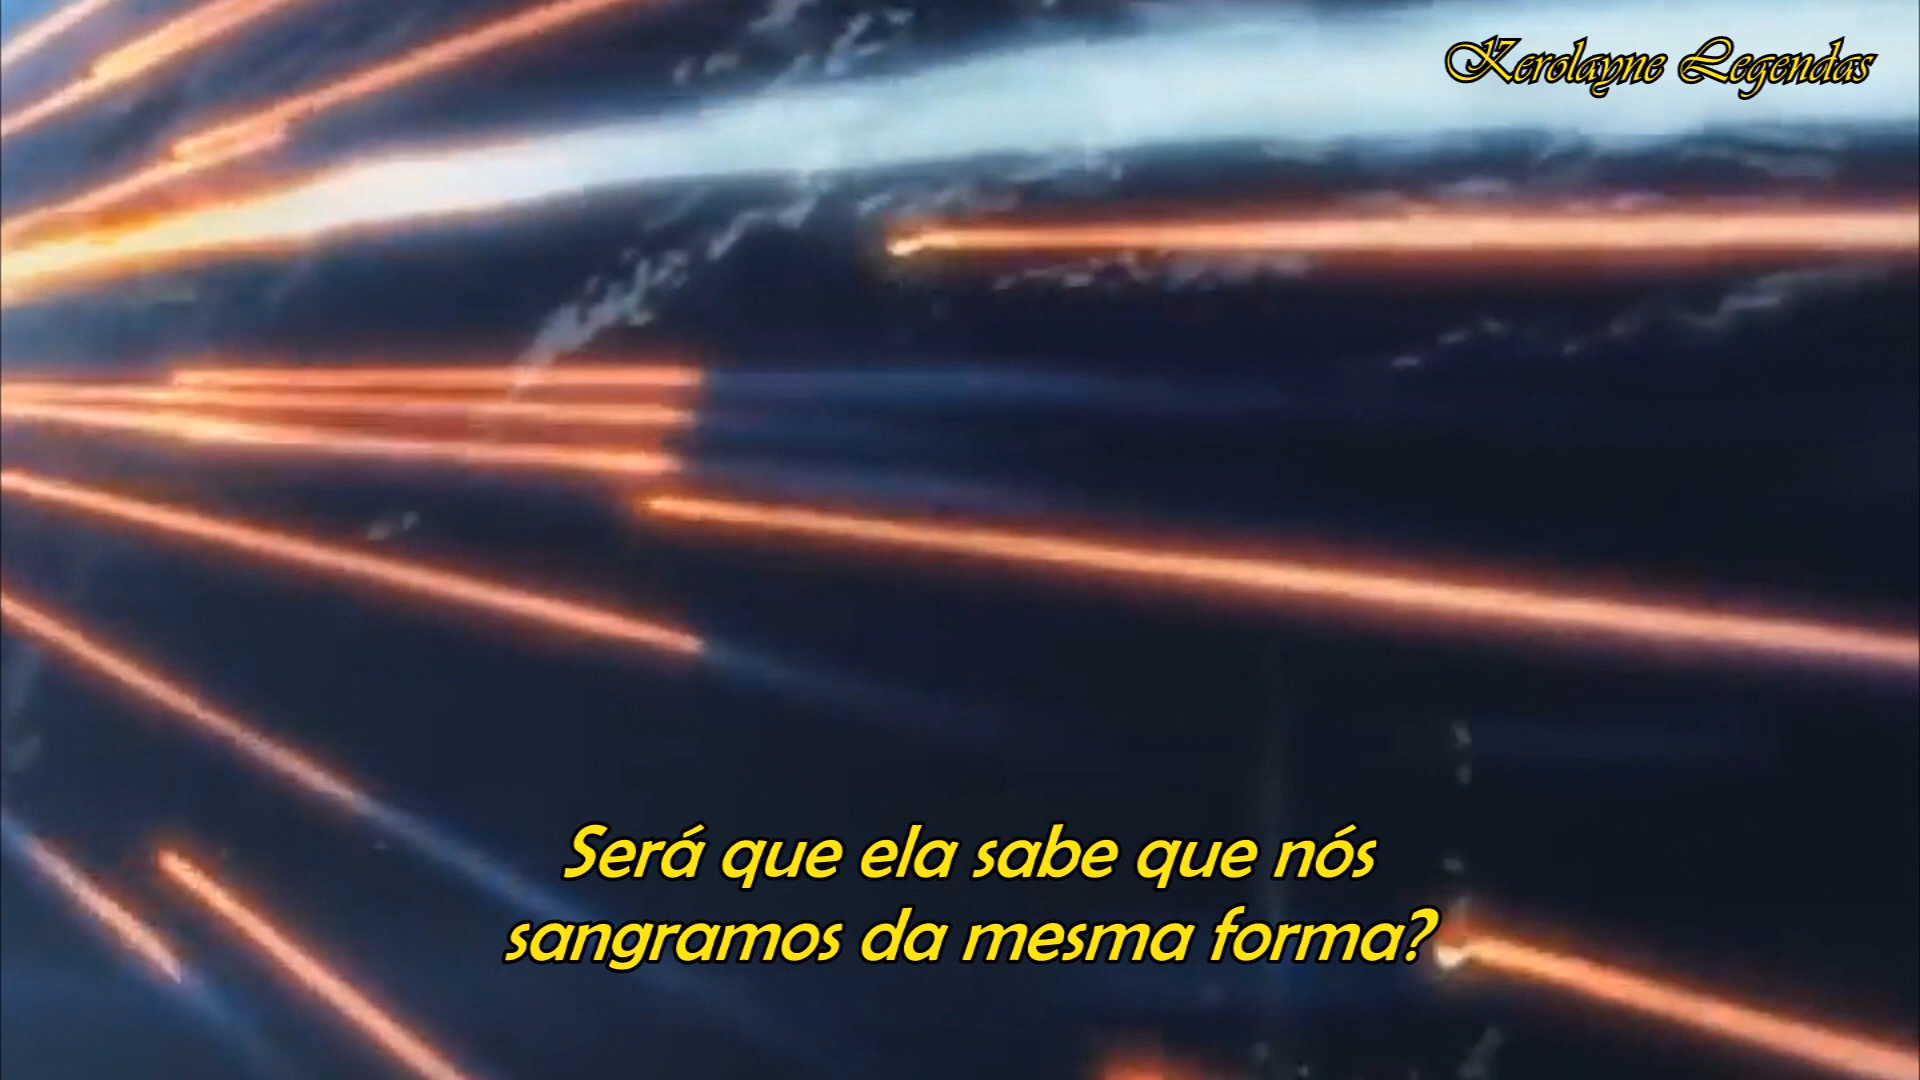 Kerolayne Legendas
Será que ela sabe que nós
sangramos da mesma forma?